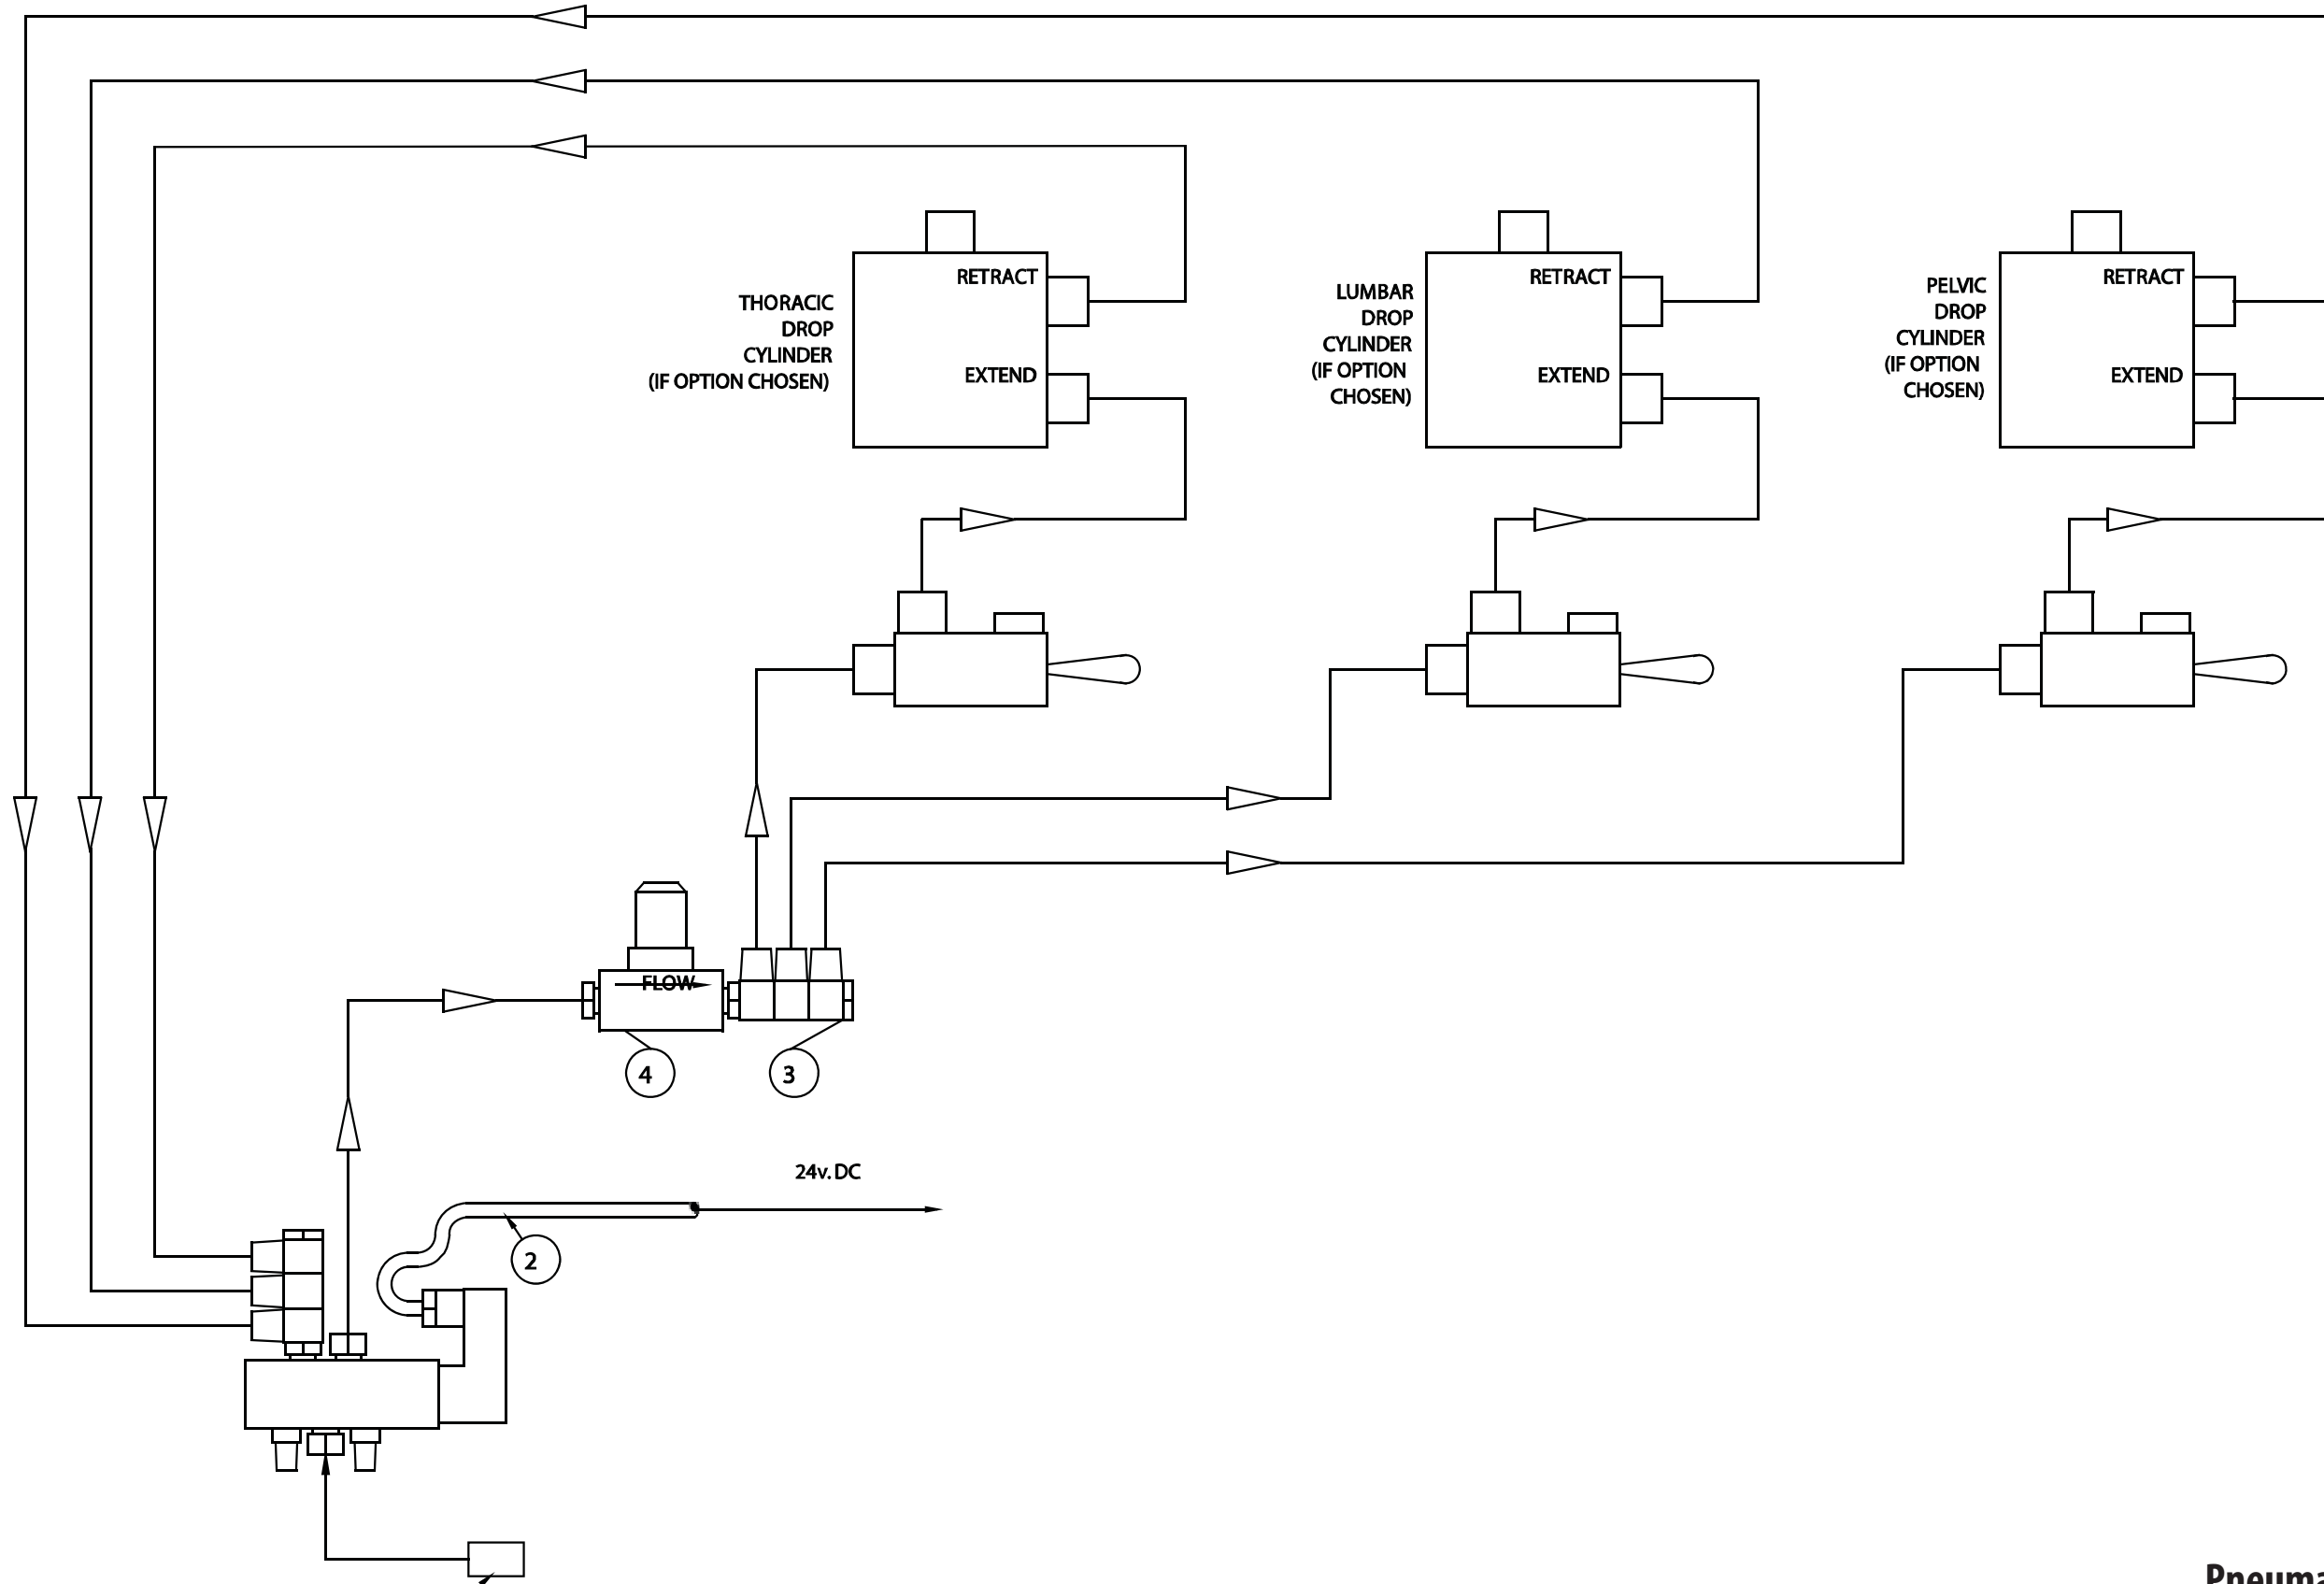 RETRACT
THORACIC
DROP
CYLINDER
(IF OPTION CHOSEN)
EXTEND
RETRACT
LUMBAR
DROP
CYLINDER
(IF OPTION
CHOSEN)
EXTEND
RETRACT
PELVIC
DROP
CYLINDER
(IF OPTION
CHOSEN)
EXTEND
FLOW
4
3
24v. DC
2